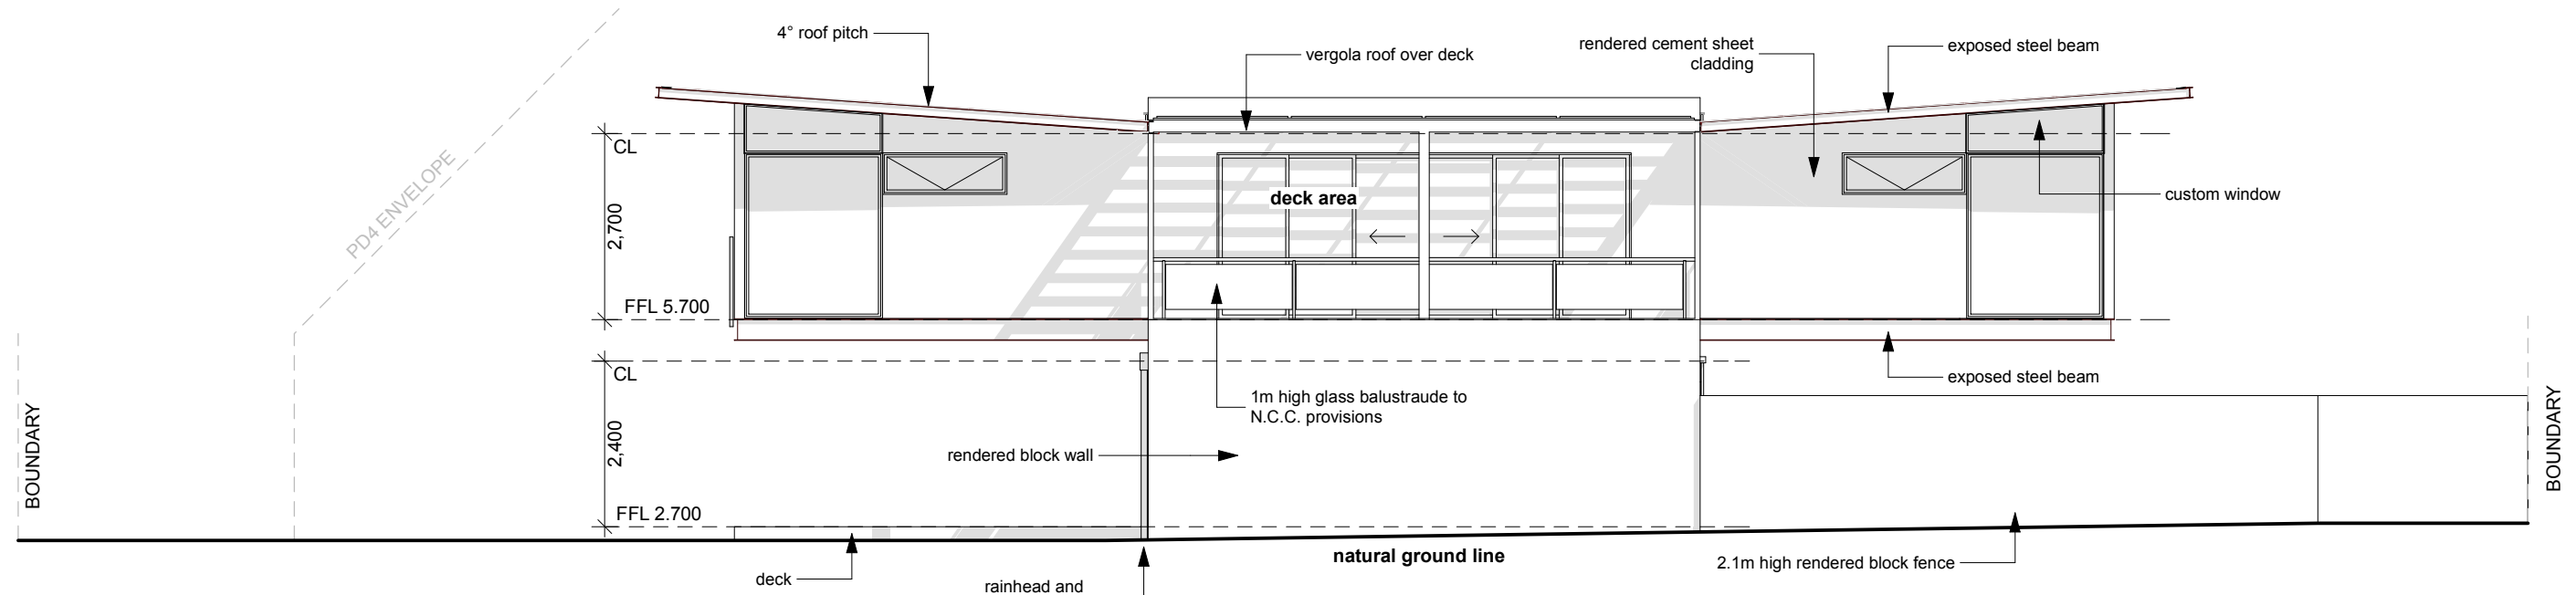 4° roof pitch
vergola roof over deck
rendered cement sheet
cladding
exposed steel beam
PD4 ENVELOPE
CL
2,700
FFL 5.700
deck area
custom window
CL
2,400
FFL 2.700
1m high glass balustraude to
N.C.C. provisions
exposed steel beam
rendered block wall
BOUNDARY
BOUNDARY
natural ground line
2.1m high rendered block fence
deck
rainhead and